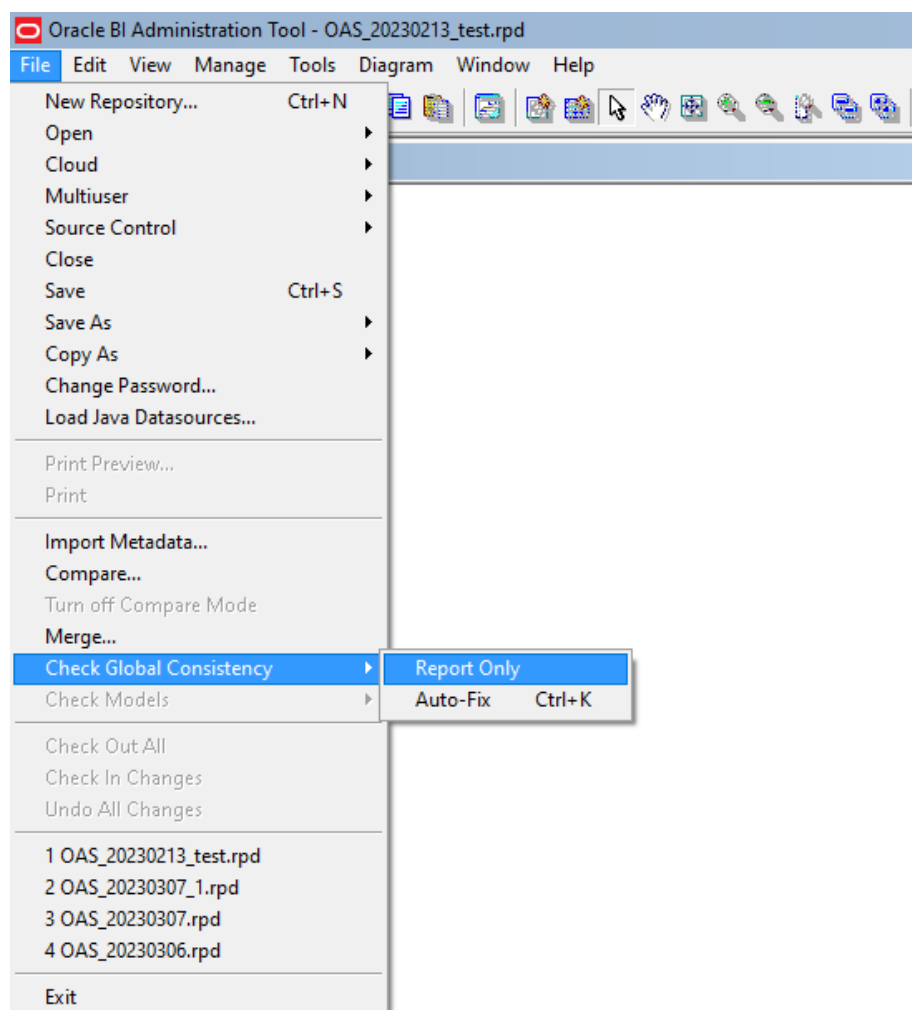 Oracle BI Administration Tool - OAS_20230213_test.rpd
File Edit View Manage Tools Diagram Window Help
New Repository... Ctrl+N
Open
Cloud
Multiuser
Source Control
Close
Save Ctrl+S
Save As
Copy As
Change Password...
Load Java Datasources...
Print Preview...
Print
Import Metadata...
Compare...
Turn off Compare Mode
Merge...
Check Global Consistency Report Only
Check Models Auto-Fix Ctrl+K
Check Out All
Check In Changes
Undo All Changes
1 OAS_20230213_test.rpd
2 OAS_20230307_1.rpd
3 OAS_20230307.rpd
4 OAS_20230306.rpd
Exit